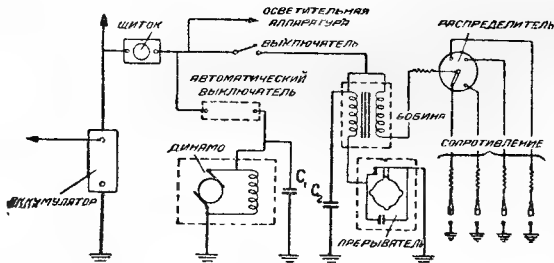 ОСВЕТИТЕЛЬНАЯ
АППАРАТУРА
ЩИТОК
ВЫКЛЮЧАТЕЛЬ
РАСПРЕДЕЛИТЕЛЬ
АВТОМАТИЧЕСКИЙ
ВЫКЛЮЧАТЕЛЬ
БОБИНА
ДИНАМО
СОПРОТИВЛЕНИЕ
C₁
C₂
АККУМУЛЯТОР
ПРЕРЫВАТЕЛЬ